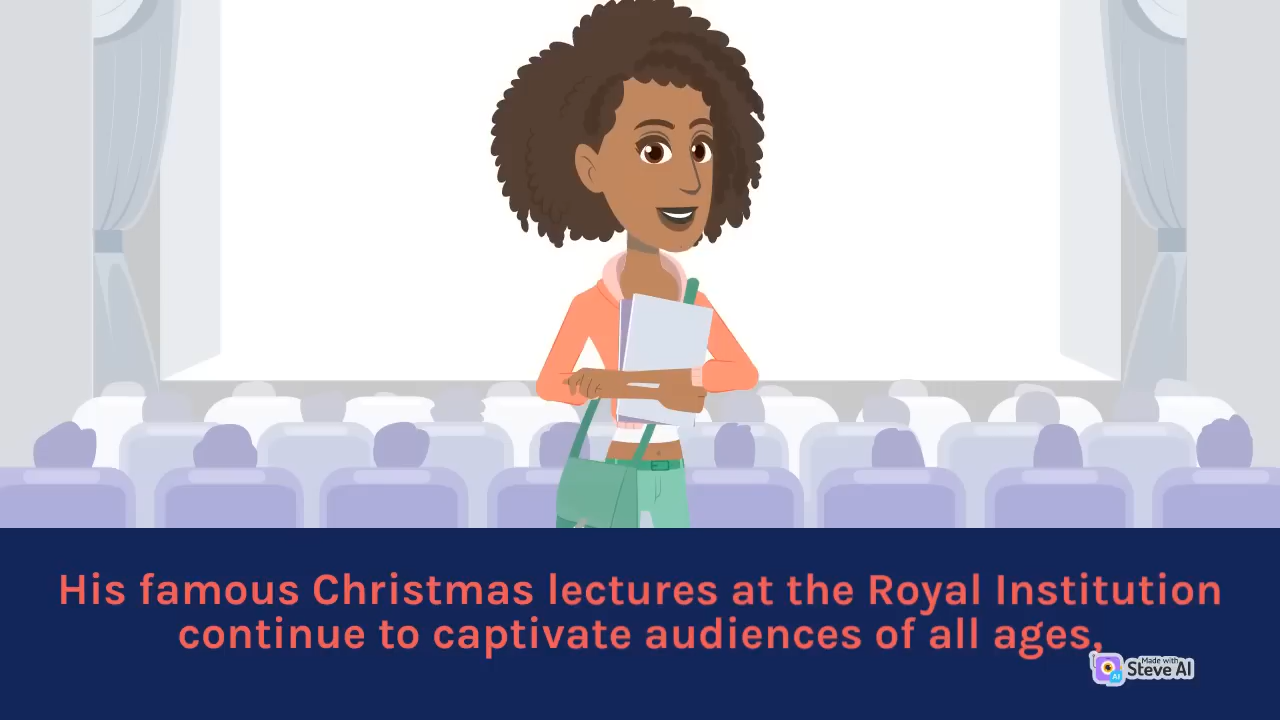 His famous Christmas lectures at the Royal Institution
continue to captivate audiences of all ages,
Made with
Steve AI
AI